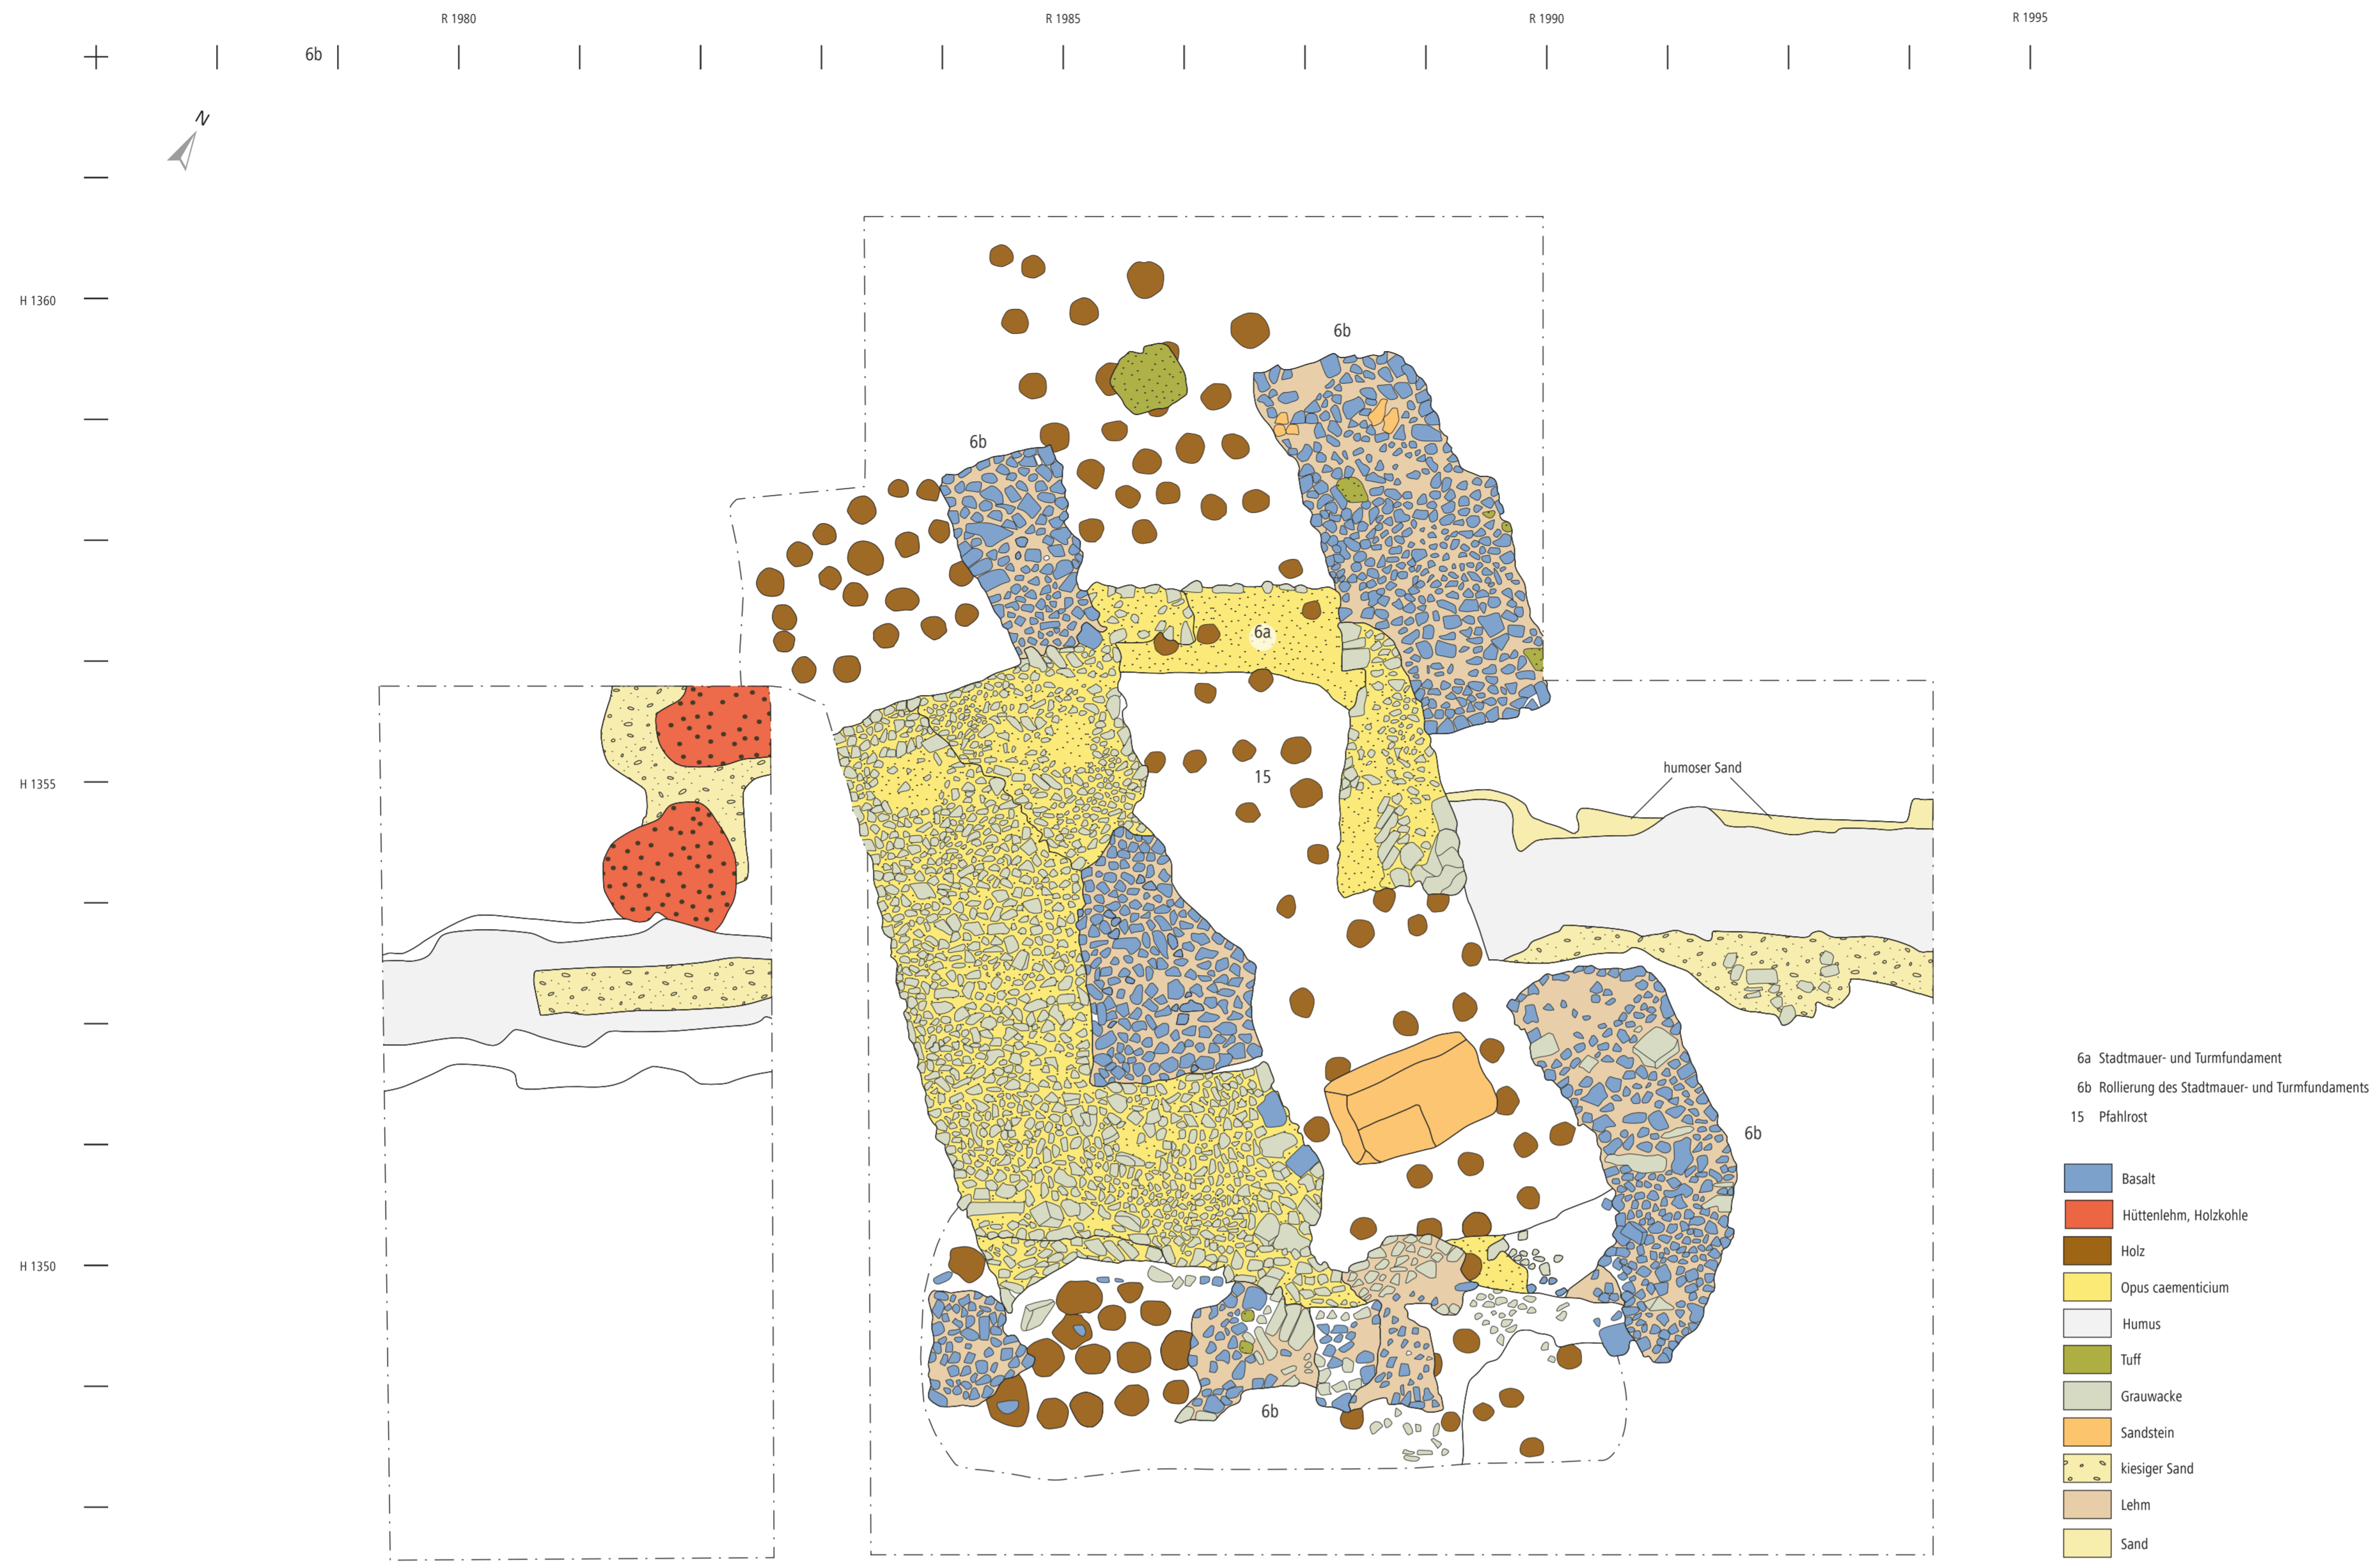 R 1980
R 1985
R 1990
R 1995
6b
N
H 1360
6b
6b
6a
15
humoser Sand
H 1355
6b
H 1350
6b
6a Stadtmauer- und Turmfundament
6b Rollierung des Stadtmauer- und Turmfundaments
15 Pfahlrost
Basalt
Hüttenlehm, Holzkohle
Holz
Opus caementicium
Humus
Tuff
Grauwacke
Sandstein
kiesiger Sand
Lehm
Sand